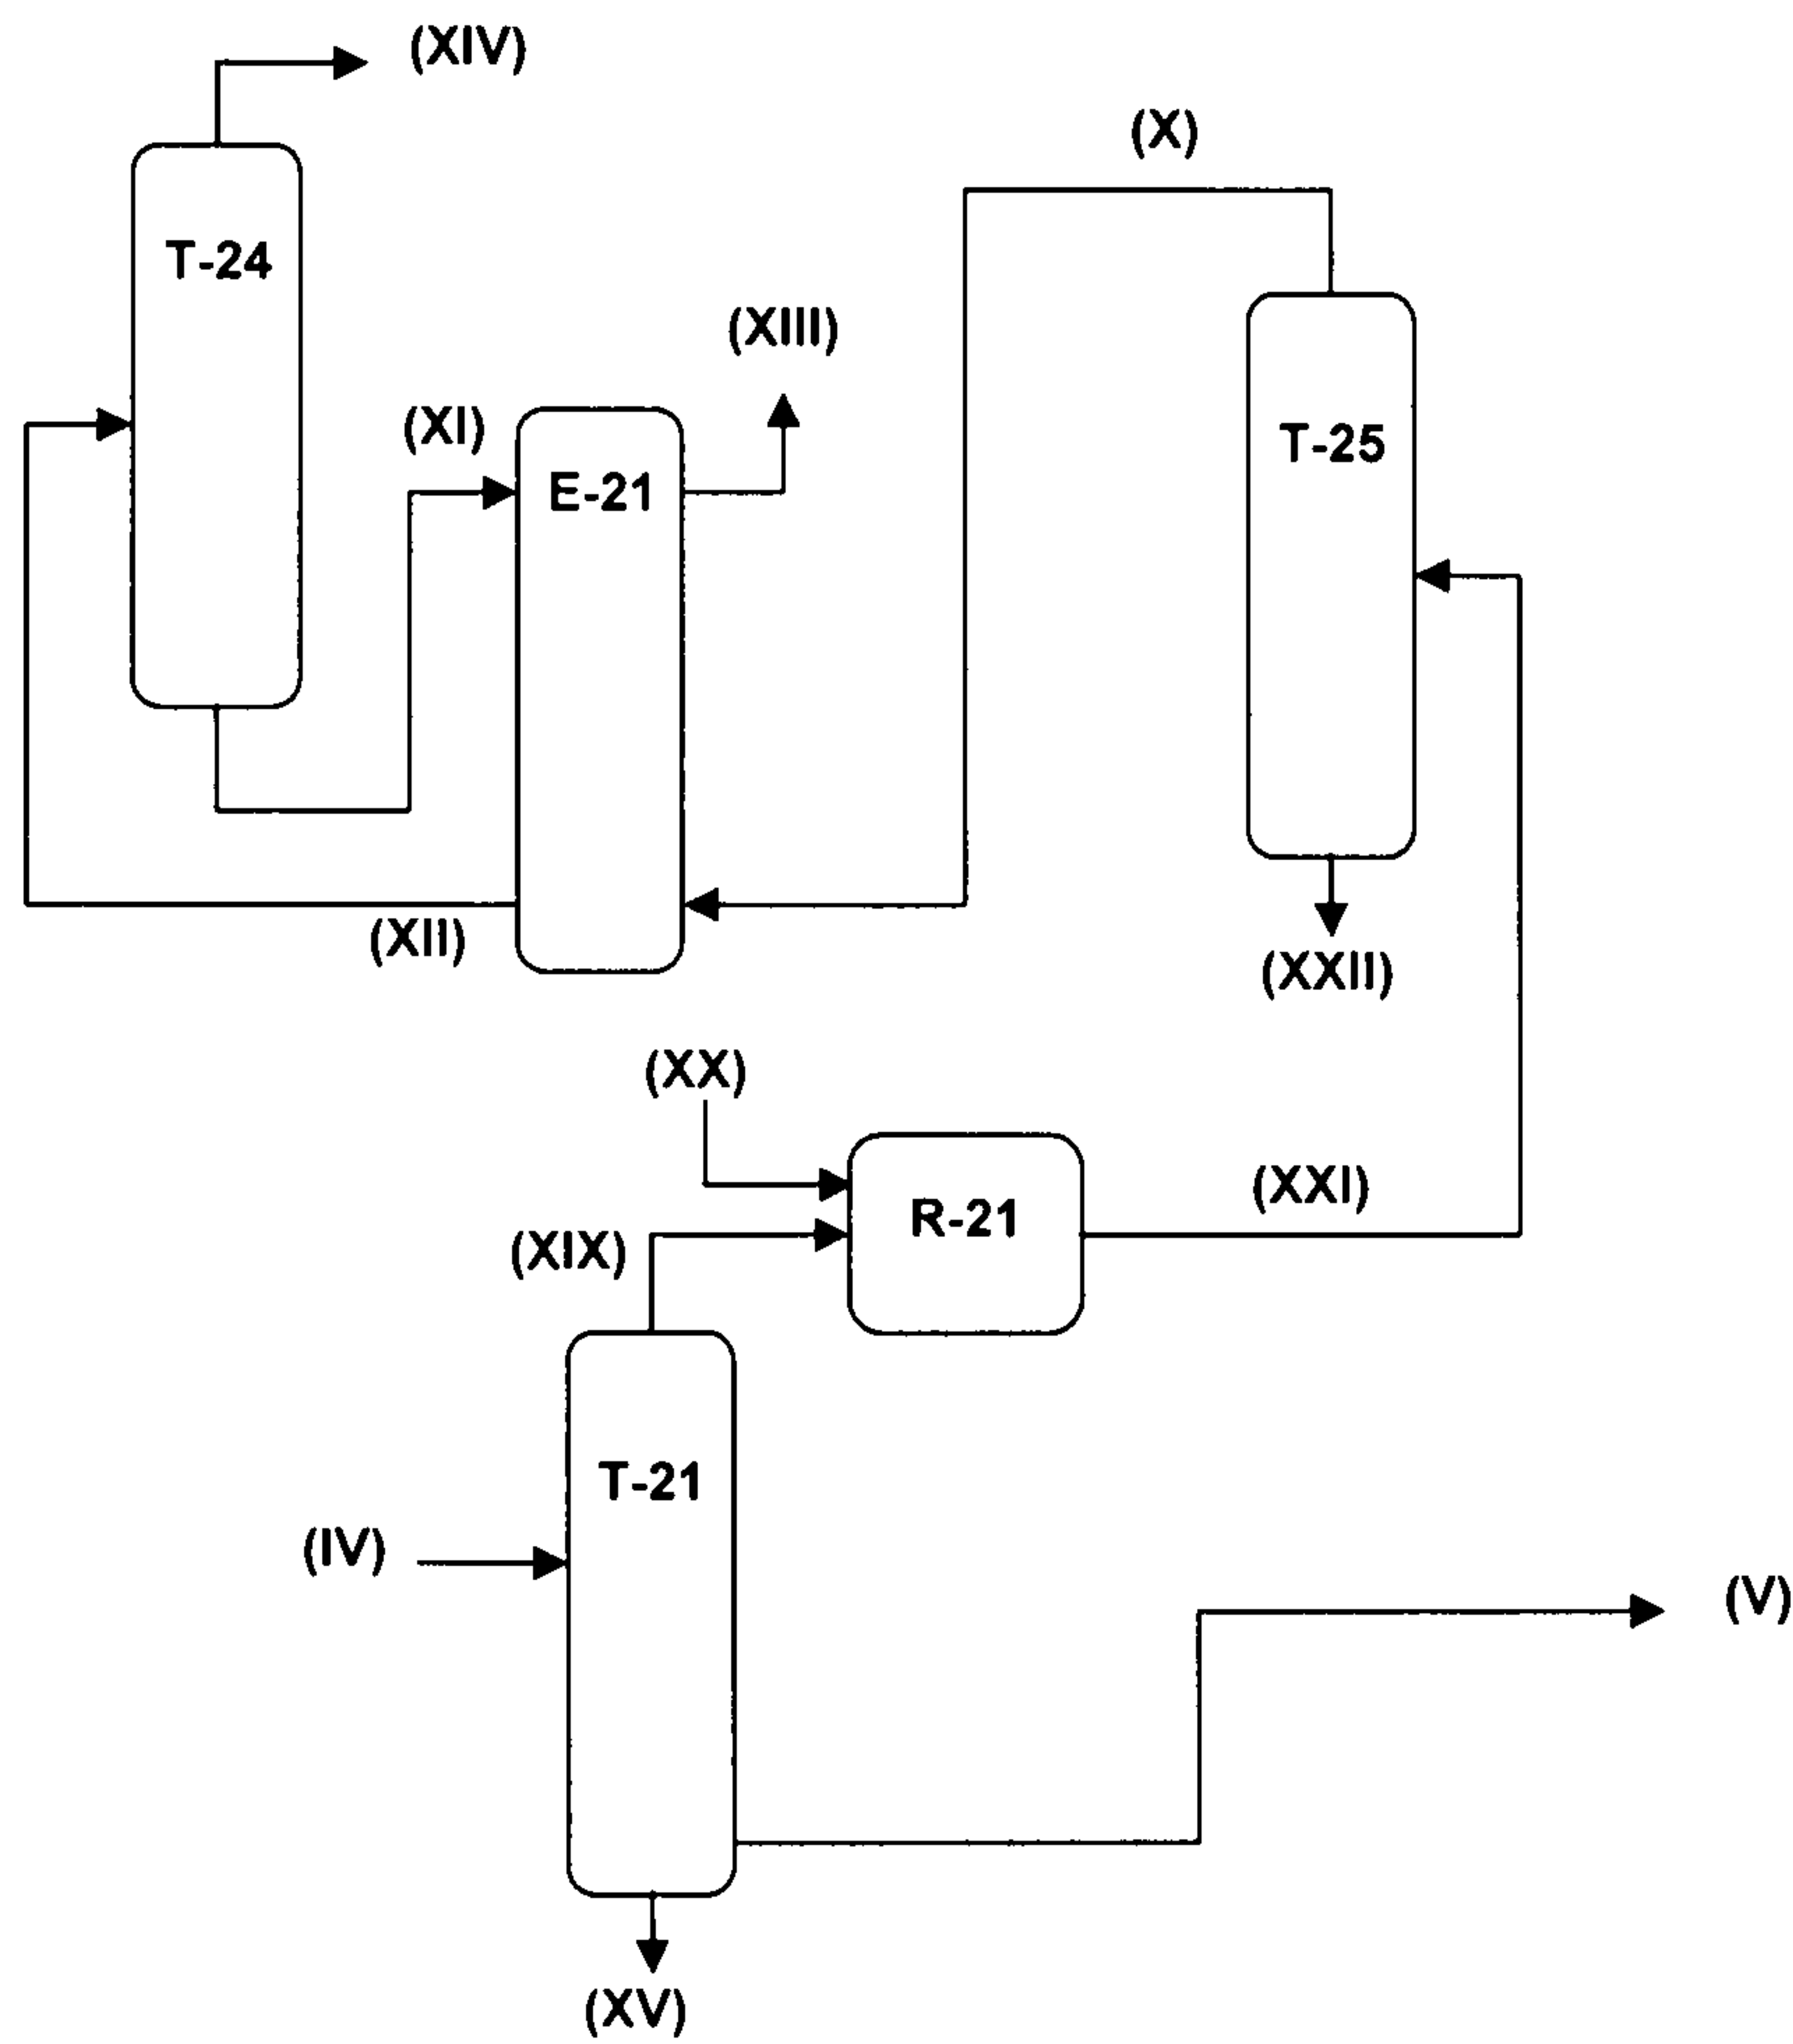 (XIV)
(X)
T-24
(XIII)
(XI)
T-25
E-21
(XII)
(XXII)
(XX)
(XXI)
R-21
(XIX)
T-21
(IV)
(V)
(XV)